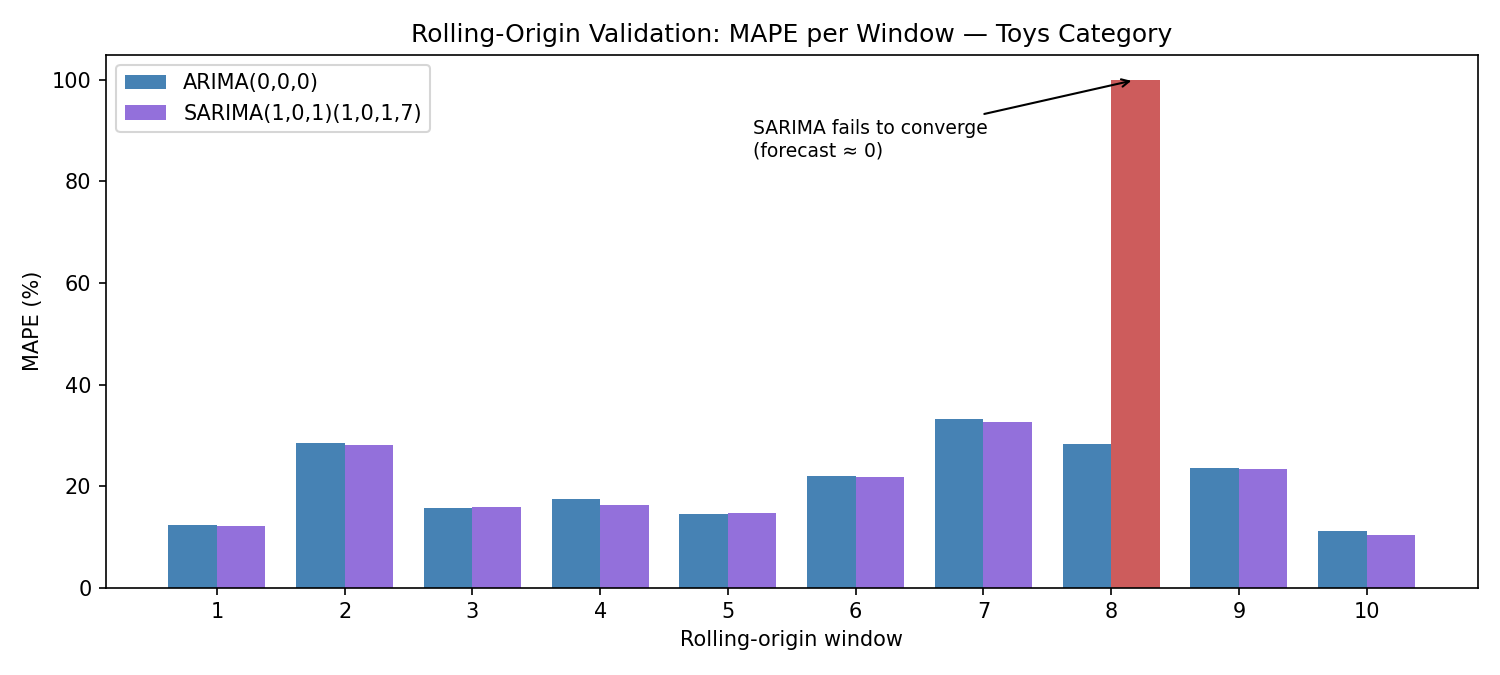 Rolling-Origin Validation: MAPE per Window — Toys Category
ARIMA(0,0,0)
SARIMA(1,0,1)(1,0,1,7)
SARIMA fails to converge
(forecast ≈ 0)
MAPE (%)
100
80
60
40
20
0
1 2 3 4 5 6 7 8 9 10
Rolling-origin window